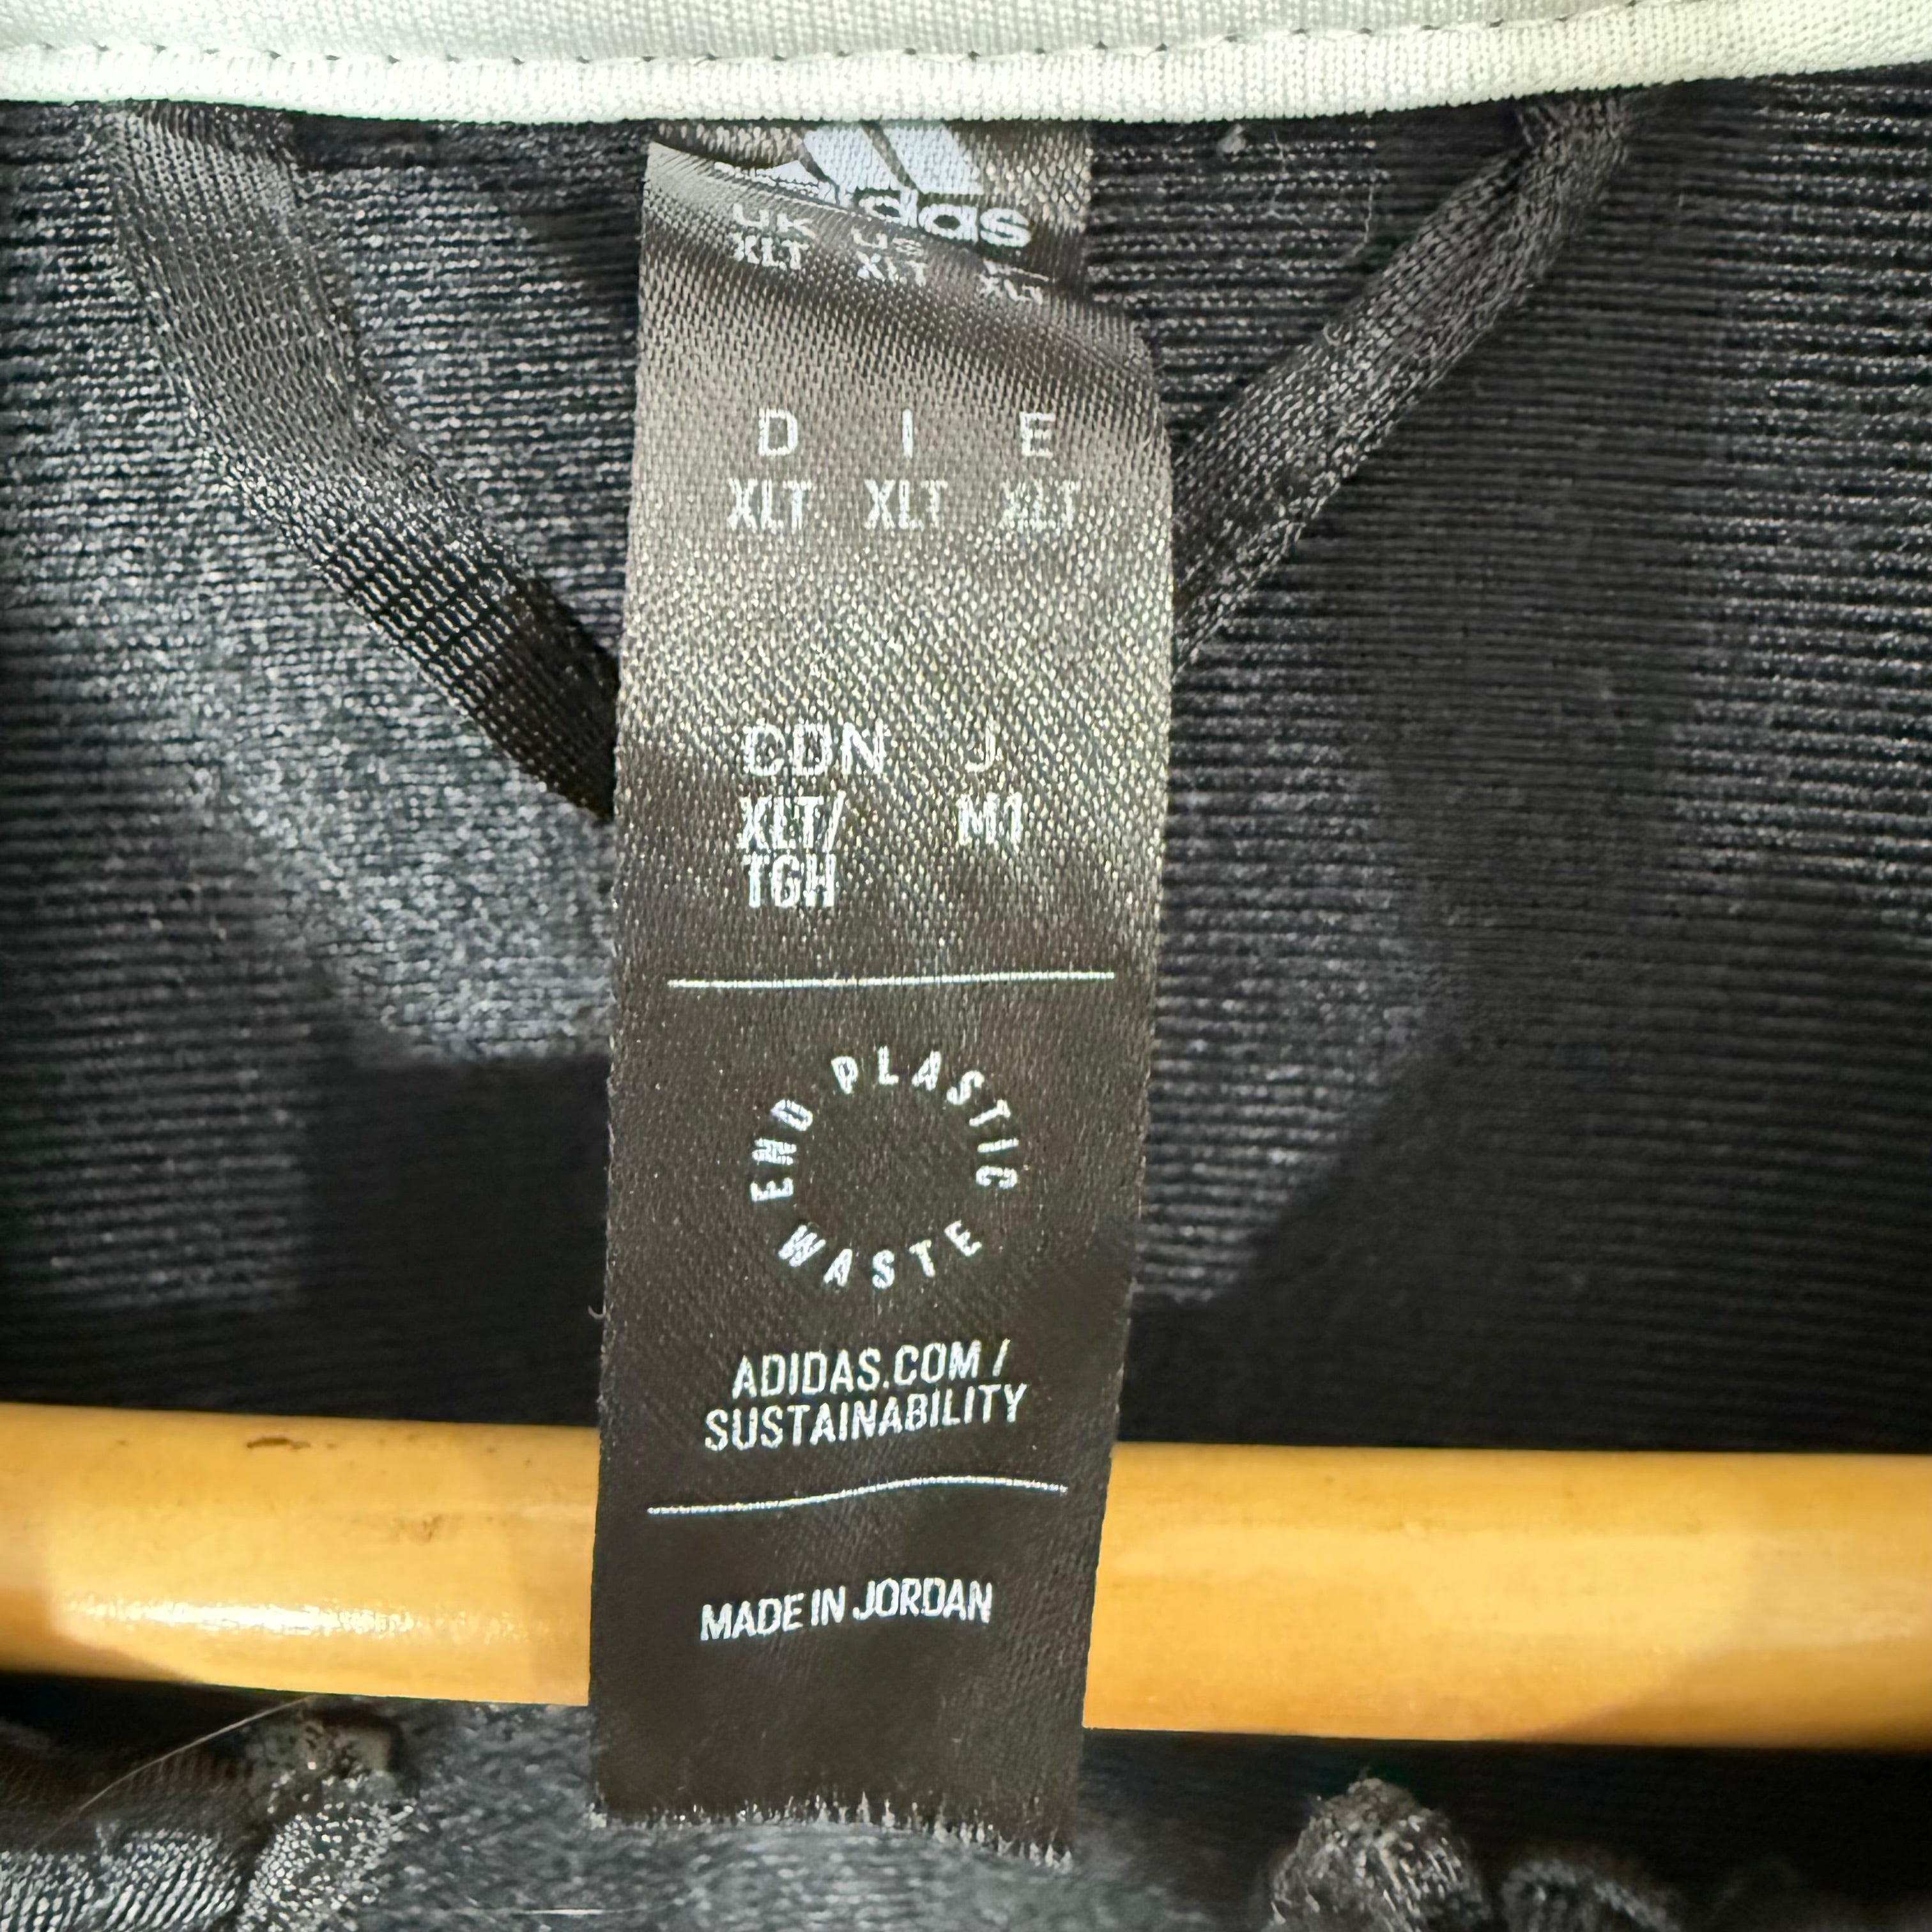 adidas
UK US
XLT XLT XLT
D I E
XLT XLT XLT
CDN J
XLT/ M1
TGH
END PLASTIC WASTE
ADIDAS.COM /
SUSTAINABILITY
MADE IN JORDAN